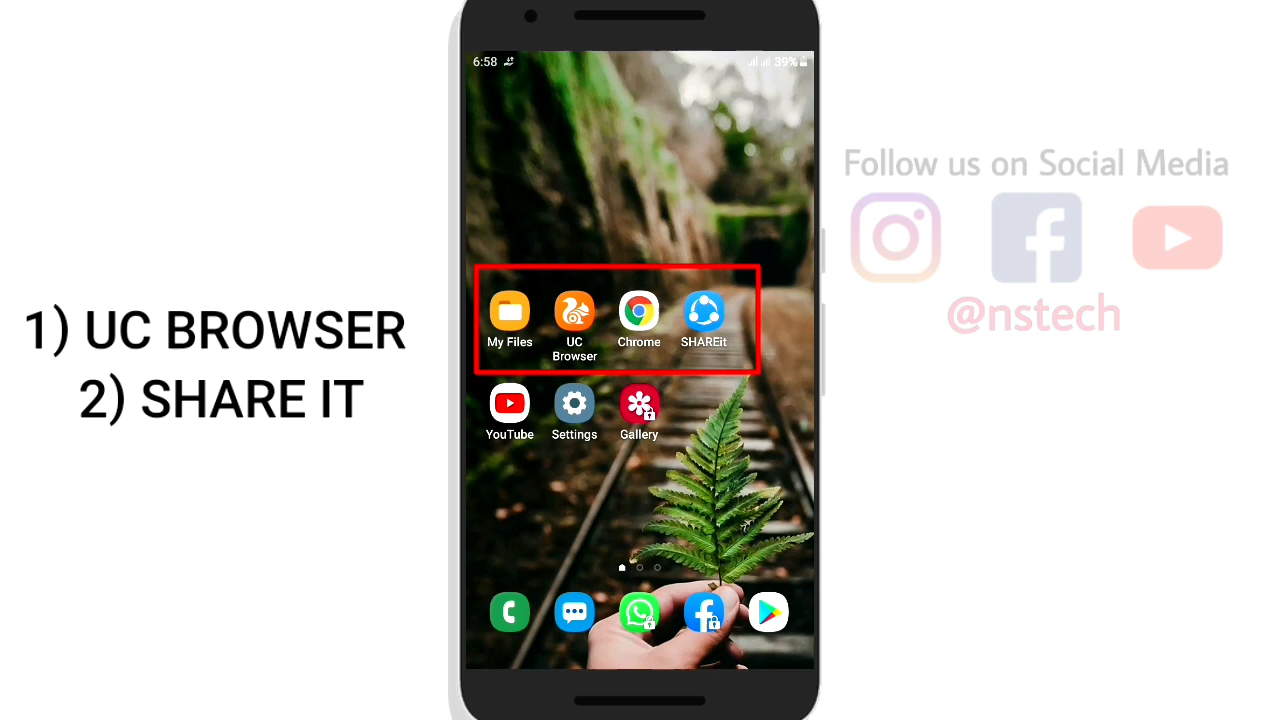 6:58
39%
Follow us on Social Media
@nstech
1) UC BROWSER
2) SHARE IT
My Files
UC
Browser
Chrome
SHAREit
YouTube
Settings
Gallery